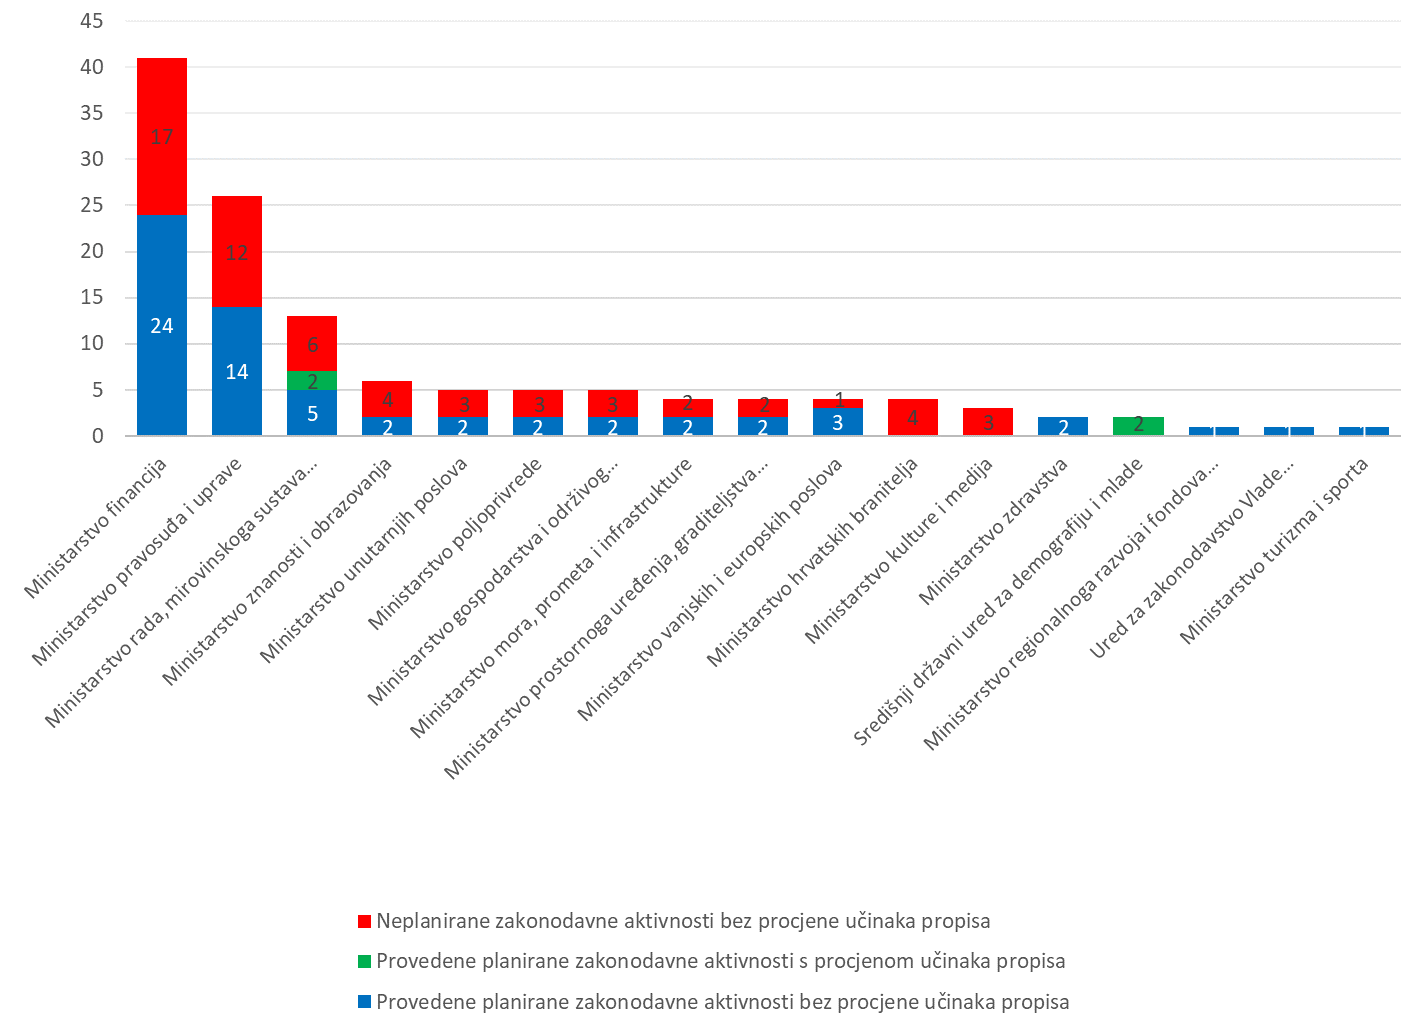 45
40
35
30
25
20
15
10
5
0
17
24
12
14
6
2
5
4
2
3
2
3
2
3
2
2
2
2
2
1
3
4
3
2
2
1
1
1
Ministarstvo financija
Ministarstvo pravosuđa i uprave
Ministarstvo rada, mirovinskoga sustava...
Ministarstvo znanosti i obrazovanja
Ministarstvo unutarnjih poslova
Ministarstvo poljoprivrede
Ministarstvo gospodarstva i održivog...
Ministarstvo mora, prometa i infrastrukture
Ministarstvo prostornoga uređenja, graditeljstva...
Ministarstvo vanjskih i europskih poslova
Ministarstvo hrvatskih branitelja
Ministarstvo kulture i medija
Ministarstvo zdravstva
Središnji državni ured za demografiju i mlade
Ministarstvo regionalnoga razvoja i fondova...
Ured za zakonodavstvo Vlade...
Ministarstvo turizma i sporta
Neplanirane zakonodavne aktivnosti bez procjene učinaka propisa
Provedene planirane zakonodavne aktivnosti s procjenom učinaka propisa
Provedene planirane zakonodavne aktivnosti bez procjene učinaka propisa